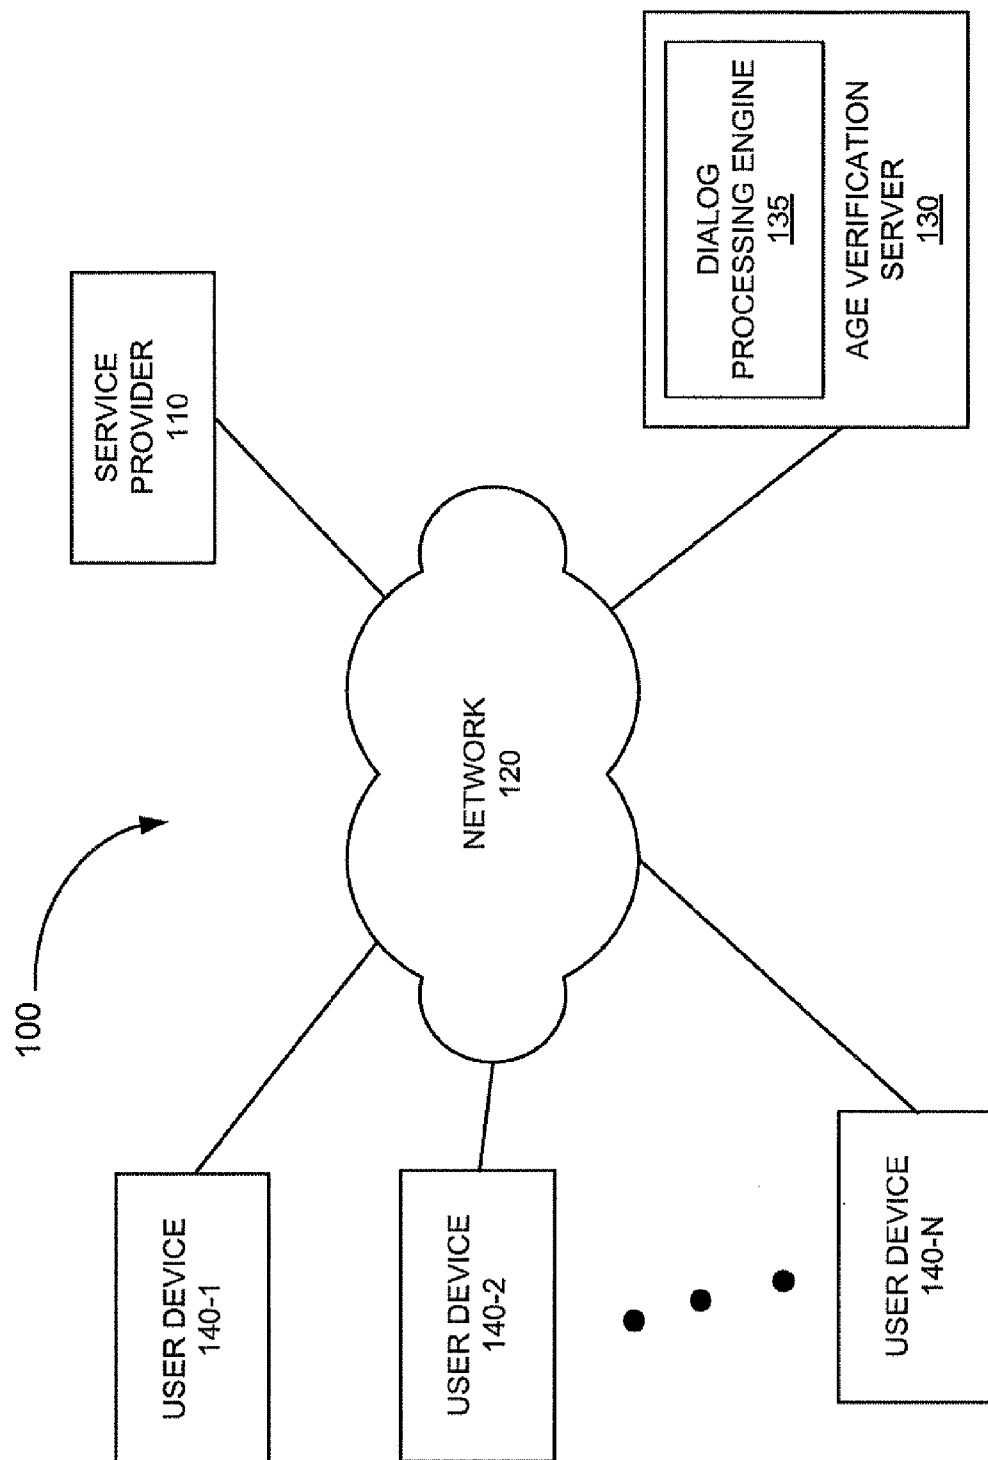 100
USER DEVICE
140-1
USER DEVICE
140-2
USER DEVICE
140-N
NETWORK
120
SERVICE
PROVIDER
110
DIALOG
PROCESSING ENGINE
135
AGE VERIFICATION
SERVER
130